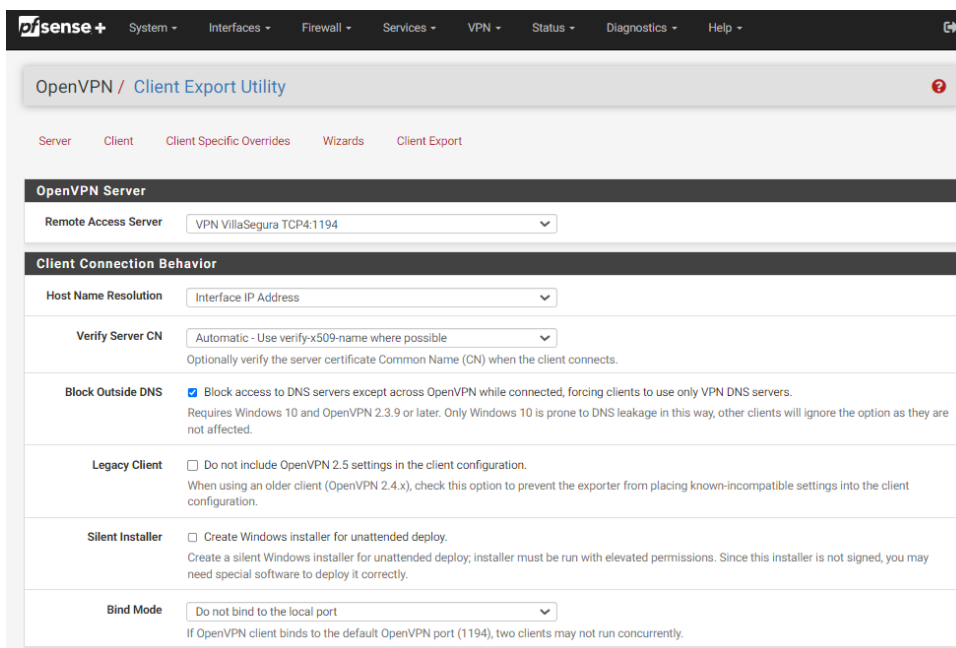 pfsense+ System Interfaces Firewall Services VPN Status Diagnostics Help
OpenVPN / Client Export Utility
Server Client Client Specific Overrides Wizards Client Export
OpenVPN Server
Remote Access Server VPN VillaSegura TCP4:1194
Client Connection Behavior
Host Name Resolution Interface IP Address
Verify Server CN Automatic - Use verify-x509-name where possible
Optionally verify the server certificate Common Name (CN) when the client connects.
Block Outside DNS Block access to DNS servers except across OpenVPN while connected, forcing clients to use only VPN DNS servers.
Requires Windows 10 and OpenVPN 2.3.9 or later. Only Windows 10 is prone to DNS leakage in this way, other clients will ignore the option as they are
not affected.
Legacy Client Do not include OpenVPN 2.5 settings in the client configuration.
When using an older client (OpenVPN 2.4.x), check this option to prevent the exporter from placing known-incompatible settings into the client
configuration.
Silent Installer Create Windows installer for unattended deploy.
Create a silent Windows installer for unattended deploy; installer must be run with elevated permissions. Since this installer is not signed, you may
need special software to deploy it correctly.
Bind Mode Do not bind to the local port
If OpenVPN client binds to the default OpenVPN port (1194), two clients may not run concurrently.